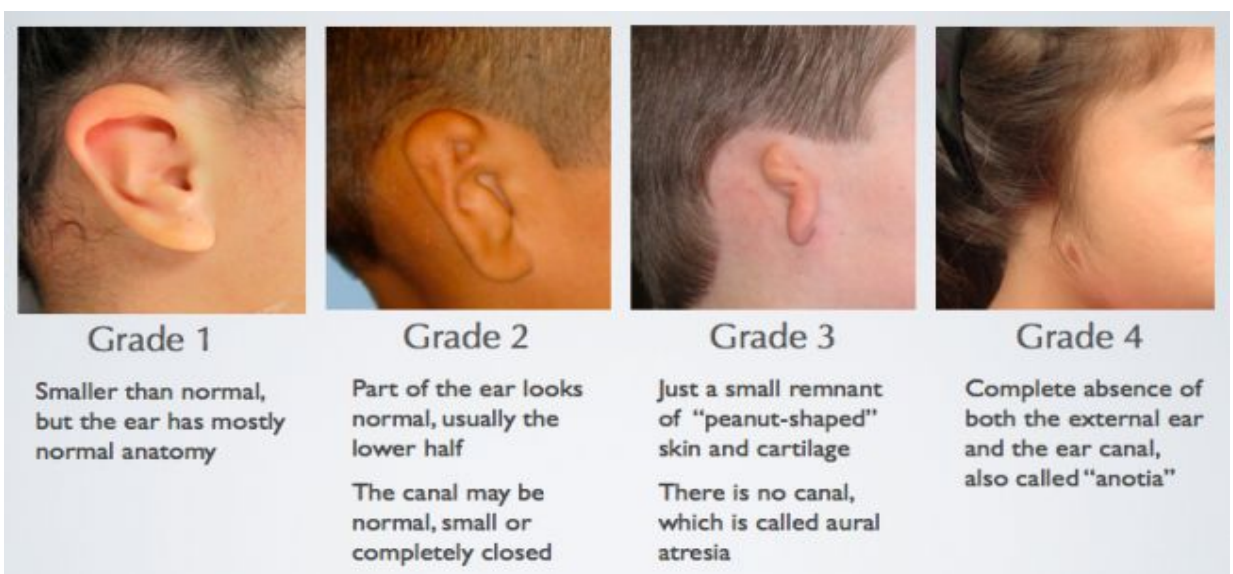 Grade 1
Smaller than normal,
but the ear has mostly
normal anatomy
Grade 2
Part of the ear looks
normal, usually the
lower half
The canal may be
normal, small or
completely closed
Grade 3
Just a small remnant
of “peanut-shaped”
skin and cartilage
There is no canal,
which is called aural
atresia
Grade 4
Complete absence of
both the external ear
and the ear canal,
also called “anotia”